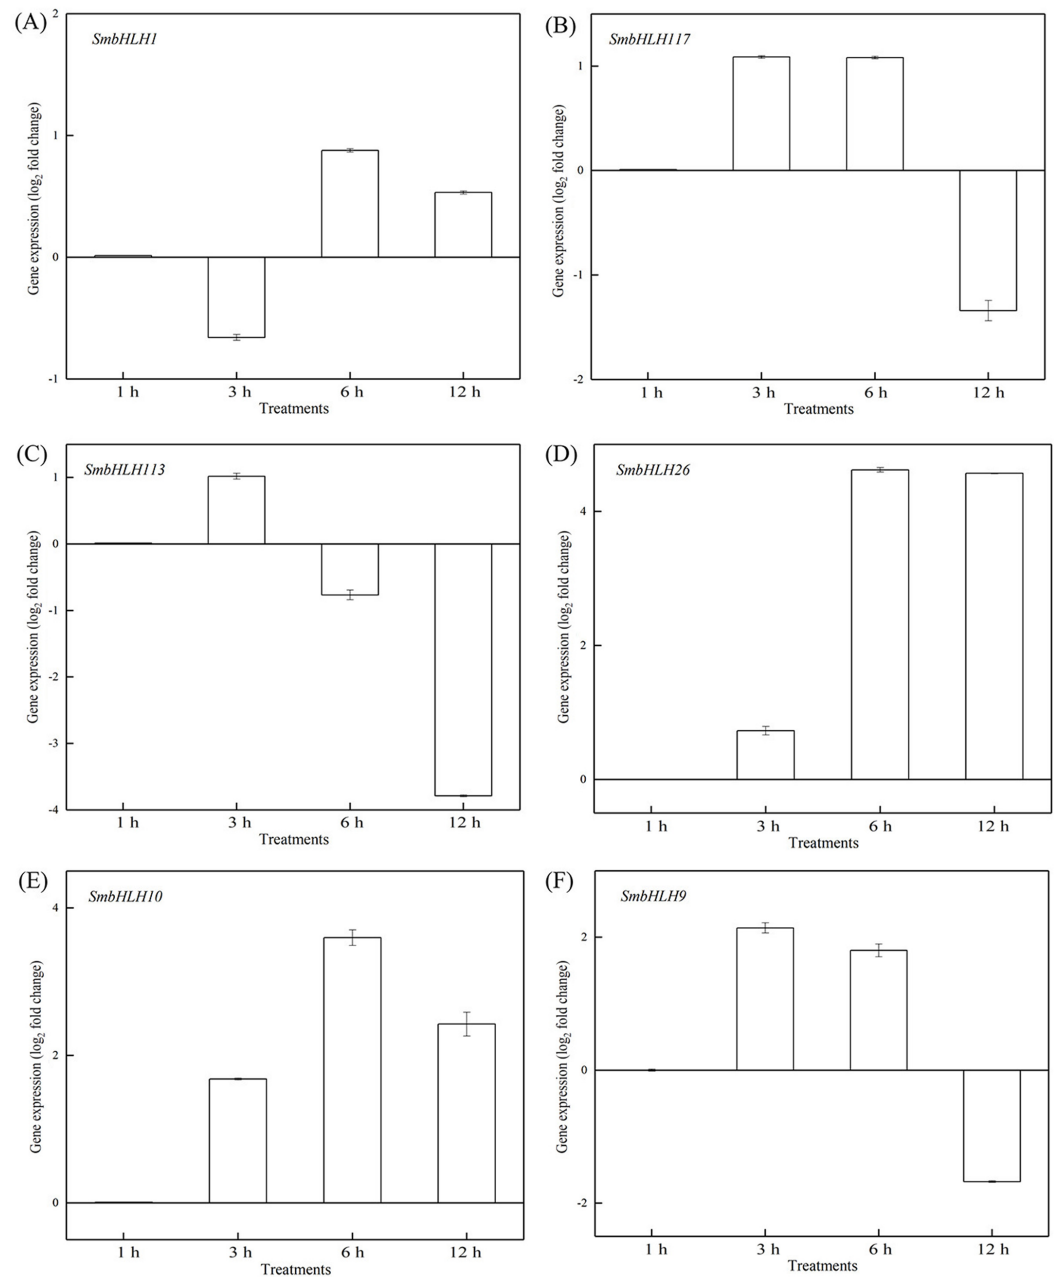 (A)
SmbHLH1
Gene expression (log2 fold change)
2
1
0
-1
1 h 3 h 6 h 12 h
Treatments
(B)
SmbHLH117
Gene expression (log2 fold change)
1
0
-1
-2
1 h 3 h 6 h 12 h
Treatments
(C)
SmbHLH113
Gene expression (log2 fold change)
1
0
-1
-2
-3
-4
1 h 3 h 6 h 12 h
Treatments
(D)
SmbHLH26
Gene expression (log2 fold change)
4
2
0
1 h 3 h 6 h 12 h
Treatments
(E)
SmbHLH10
Gene expression (log2 fold change)
4
2
0
1 h 3 h 6 h 12 h
Treatments
(F)
SmbHLH9
Gene expression (log2 fold change)
2
0
-2
1 h 3 h 6 h 12 h
Treatments